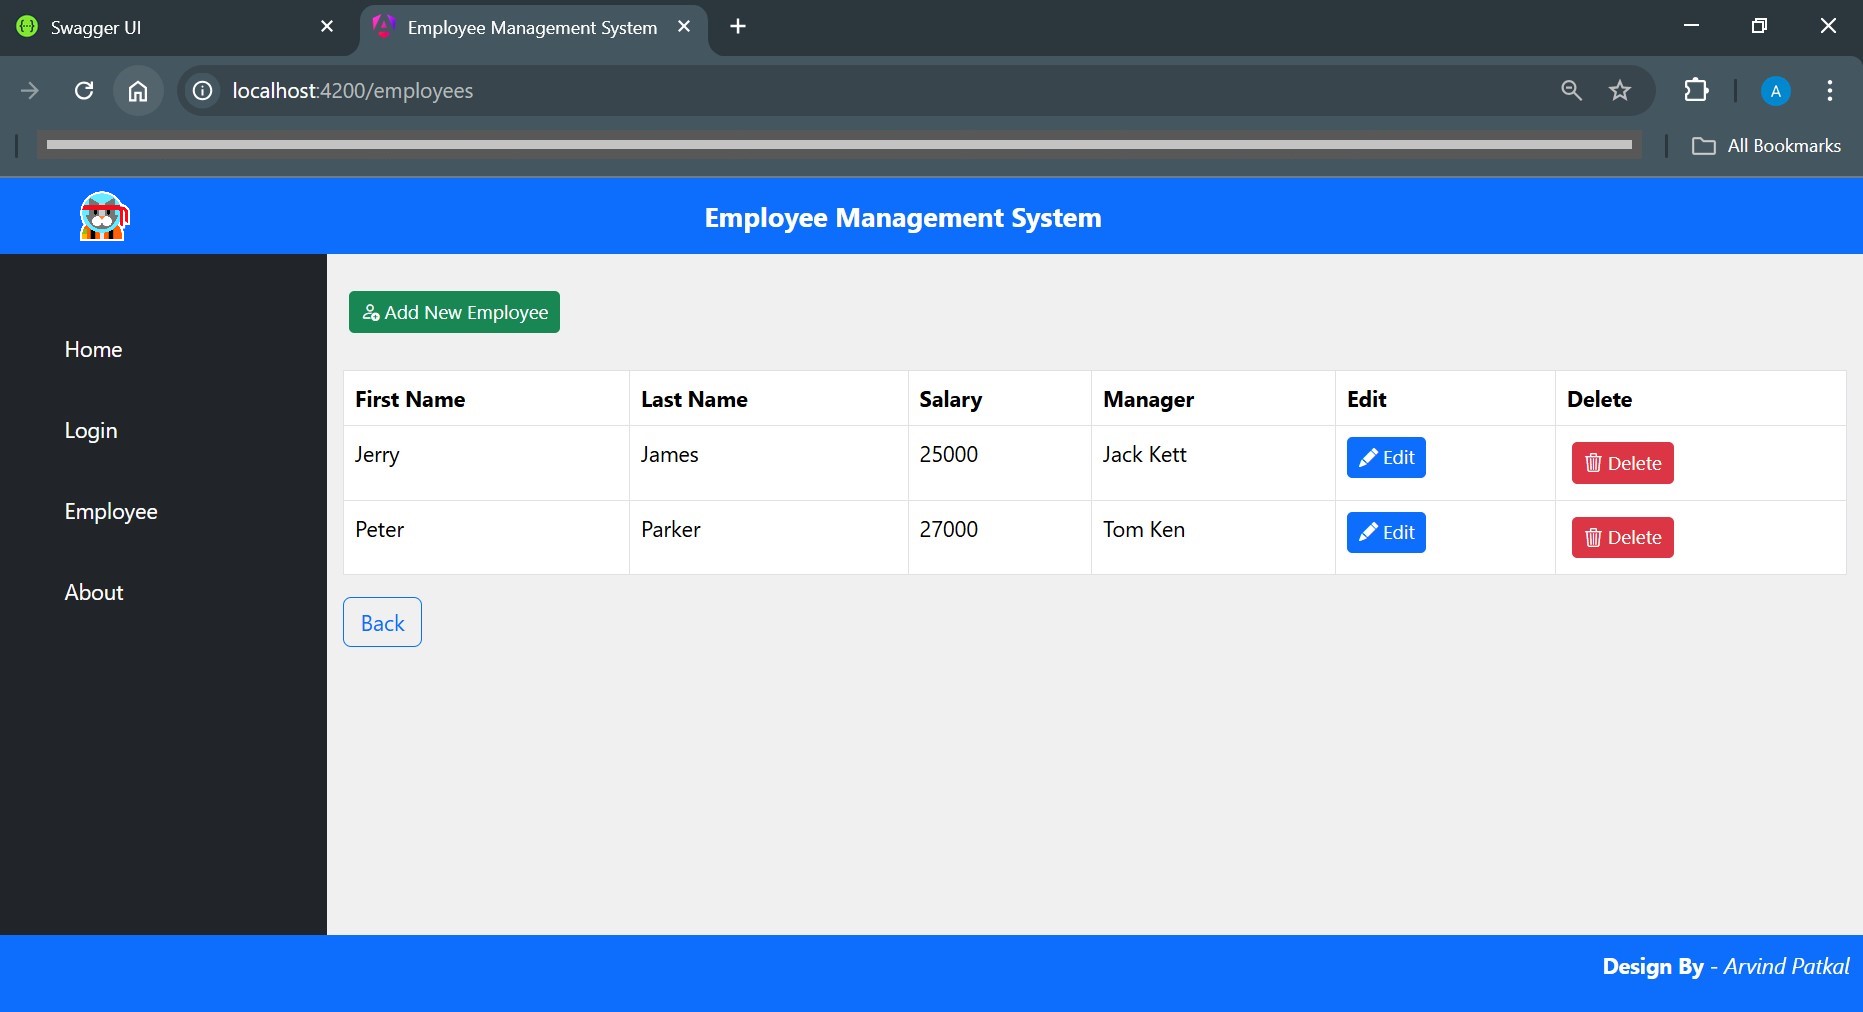 Swagger UI
Employee Management System
localhost:4200/employees
A
All Bookmarks
Employee Management System
Home
Login
Employee
About
Add New Employee
First Name Last Name Salary Manager Edit Delete
Jerry James 25000 Jack Kett Edit Delete
Peter Parker 27000 Tom Ken Edit Delete
Back
Design By - Arvind Patkal